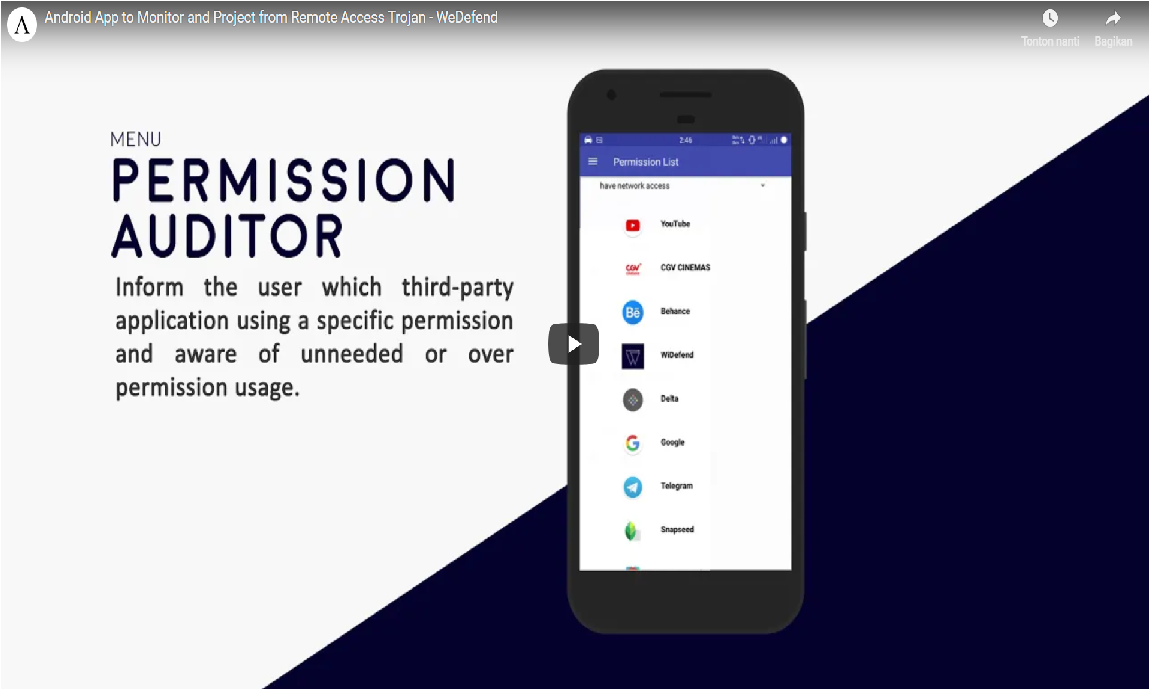 Android App to Monitor and Project from Remote Access Trojan - WeDefend
Tonton nanti
Bagikan
MENU
PERMISSION
AUDITOR
Inform the user which third-party
application using a specific permission
and aware of unneeded or over
permission usage.
2:46
Permission List
have network access
YouTube
CGV
CGV CINEMAS
Bē
Behance
WiDefend
Delta
G
Google
Telegram
Snapseed